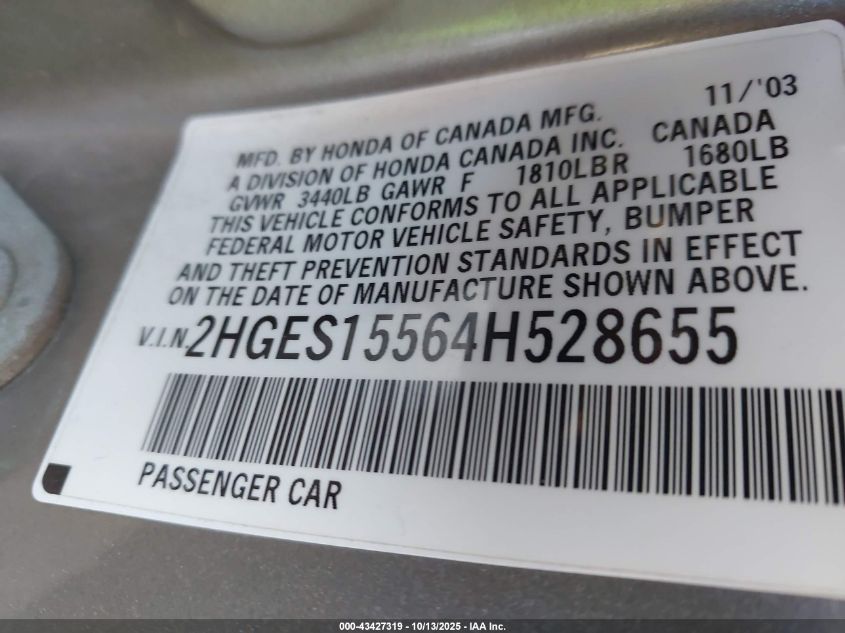 11/'03
MFD. BY HONDA OF CANADA MFG.
A DIVISION OF HONDA CANADA INC. CANADA
GVWR 3440LB GAWR F 1810LBR 1680LB
THIS VEHICLE CONFORMS TO ALL APPLICABLE
FEDERAL MOTOR VEHICLE SAFETY, BUMPER
AND THEFT PREVENTION STANDARDS IN EFFECT
ON THE DATE OF MANUFACTURE SHOWN ABOVE.
V.I.N. 2HGES15564H528655
PASSENGER CAR
000-43427319 - 10/13/2025 - IAA Inc.